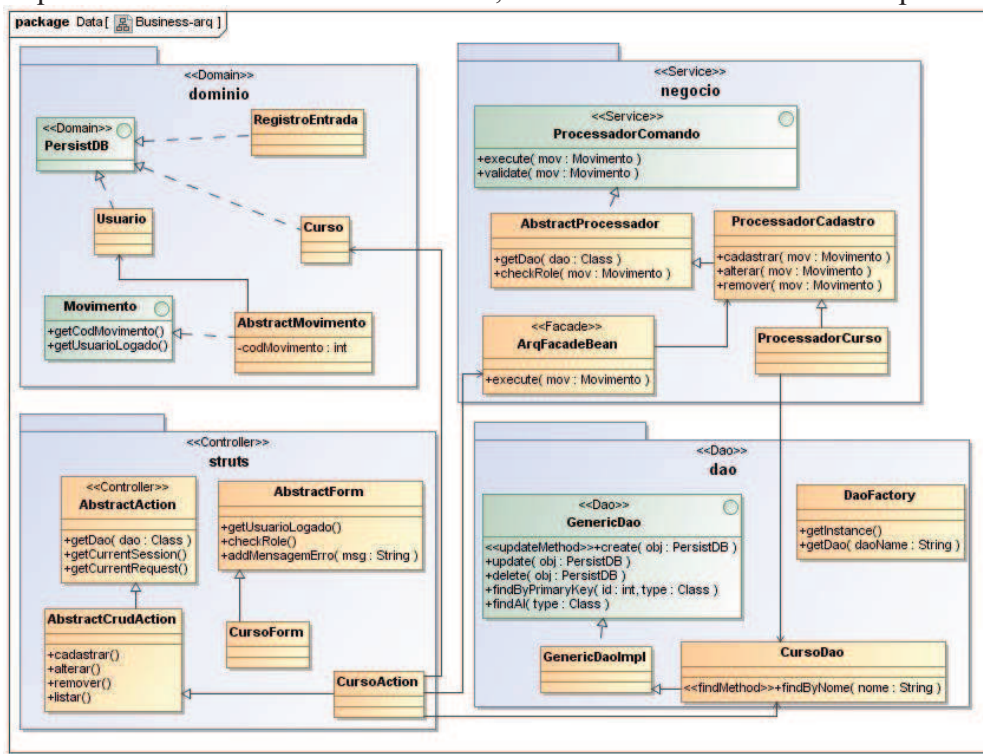 package Data [ Business-arq ]
<<Domain>>
dominio
<<Domain>>
PersistDB
RegistroEntrada
Usuario
Curso
Movimento
+getCodMovimento()
+getUsuarioLogado()
AbstractMovimento
-codMovimento : int
<<Service>>
negocio
<<Service>>
ProcessadorComando
+execute( mov : Movimento )
+validate( mov : Movimento )
AbstractProcessador
+getDao( dao : Class )
+checkRole( mov : Movimento )
ProcessadorCadastro
+cadastrar( mov : Movimento )
+alterar( mov : Movimento )
+remover( mov : Movimento )
<<Facade>>
ArqFacadeBean
+execute( mov : Movimento )
ProcessadorCurso
<<Controller>>
struts
<<Controller>>
AbstractAction
+getDao( dao : Class )
+getCurrentSession()
+getCurrentRequest()
AbstractForm
+getUsuarioLogado()
+checkRole()
+addMensagemErro( msg : String )
AbstractCrudAction
+cadastrar()
+alterar()
+remover()
+listar()
CursoForm
CursoAction
<<Dao>>
dao
<<Dao>>
GenericDao
<<updateMethod>>+create( obj : PersistDB )
+update( obj : PersistDB )
+delete( obj : PersistDB )
+findByPrimaryKey( id : int, type : Class )
+findAl( type : Class )
DaoFactory
+getInstance()
+getDao( daoName : String )
GenericDaoImpl
CursoDao
<<findMethod>>+findByNome( nome : String )